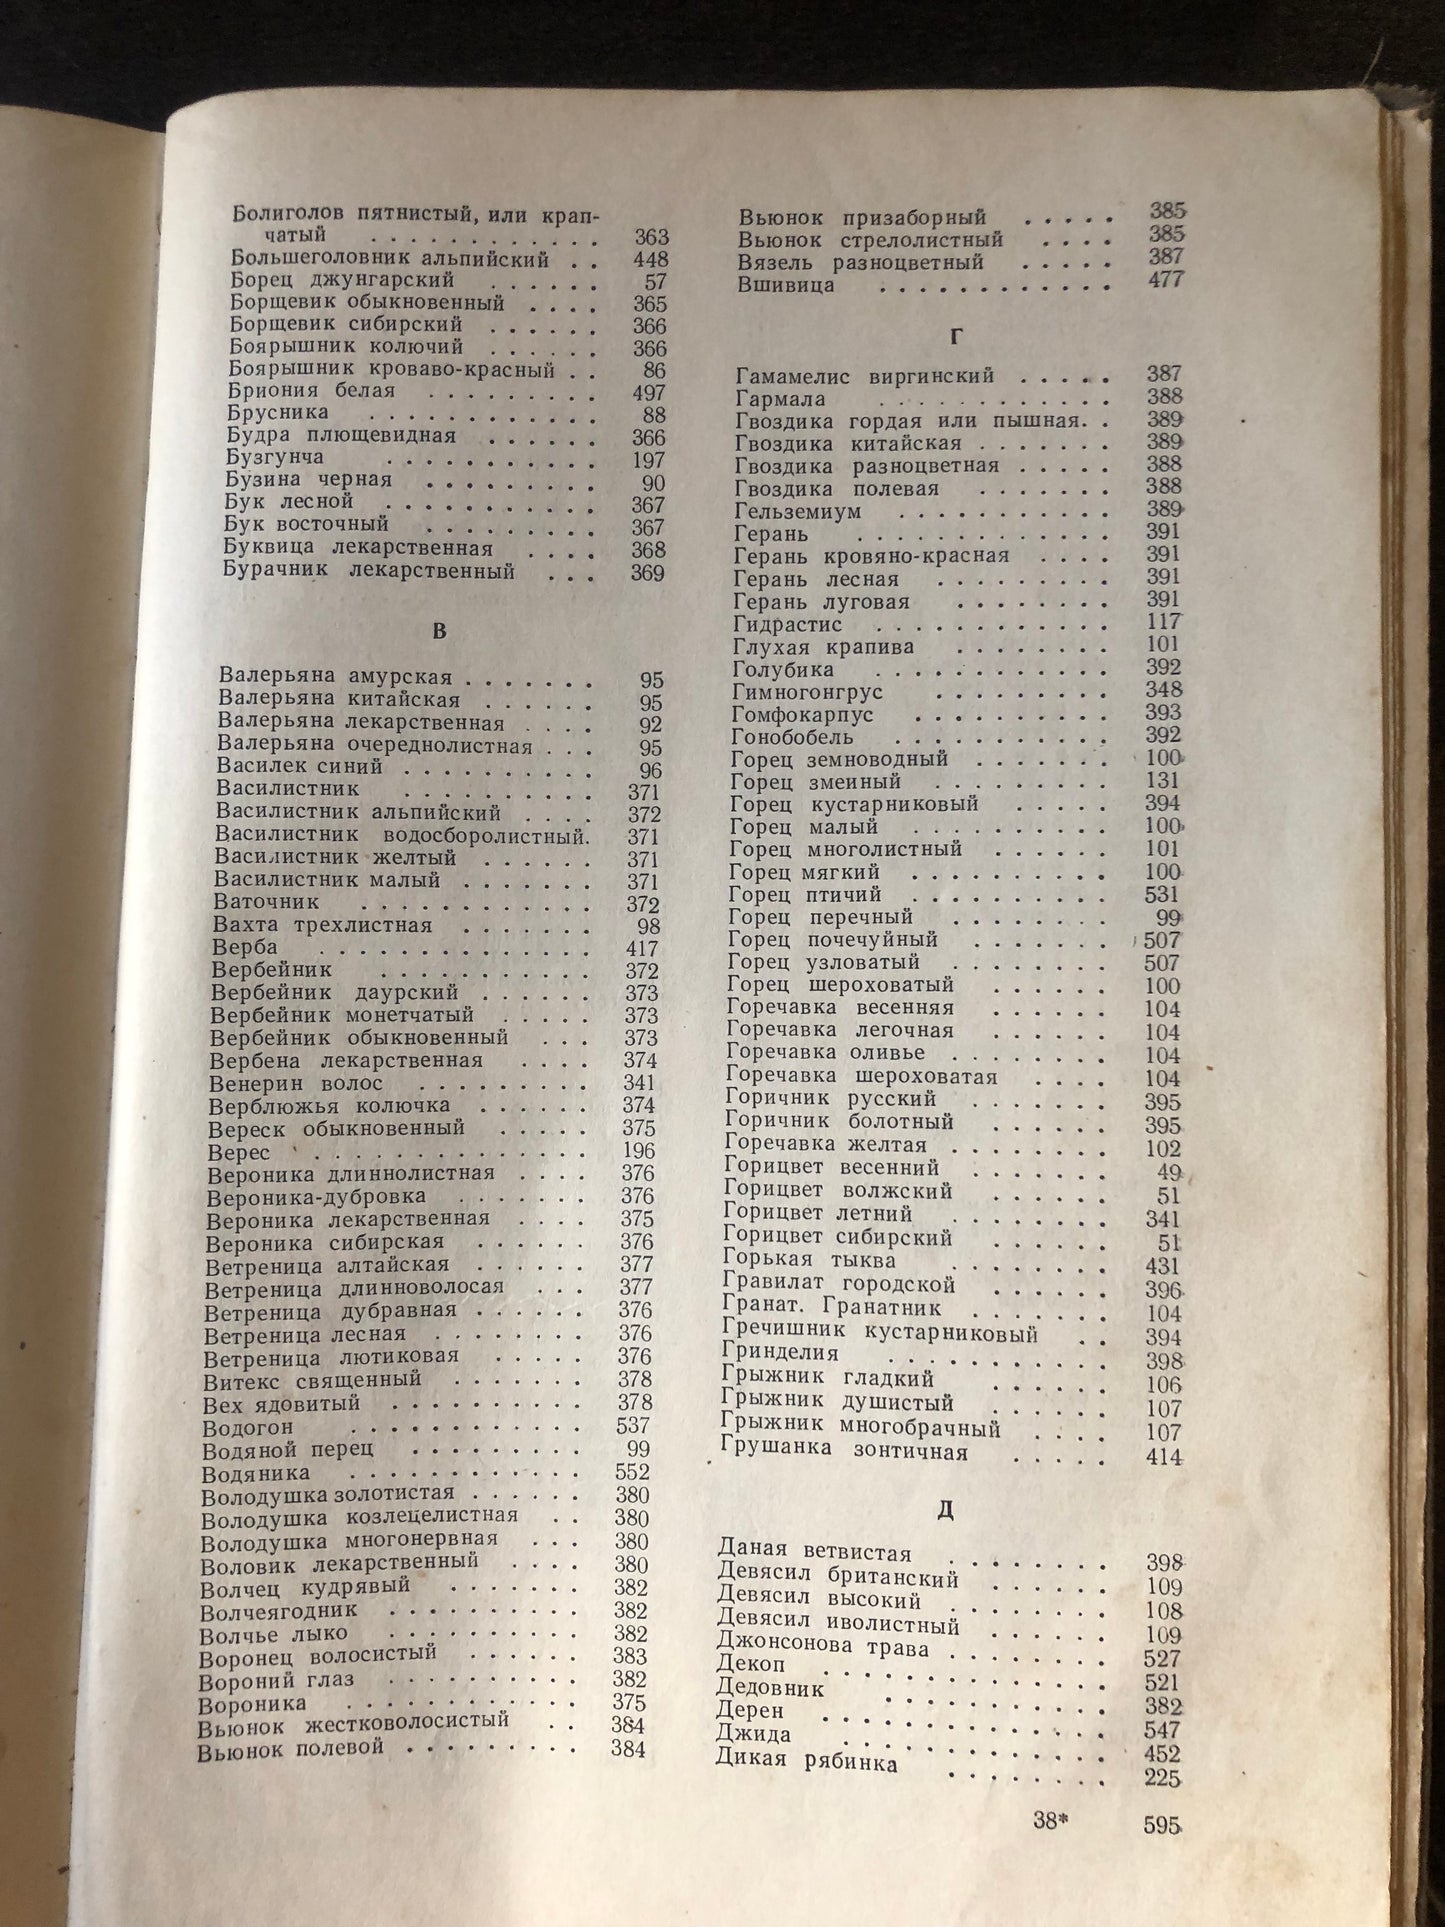 Болиголов пятнистый, или крап-
чатый . . . . . . . . . . . . 363
Большеголовник альпийский . . 448
Борец джунгарский . . . . . . 57
Борщевик обыкновенный . . . . 365
Борщевик сибирский . . . . . . 366
Боярышник колючий . . . . . . 366
Боярышник кроваво-красный . . 86
Бриония белая . . . . . . . . . 497
Брусника . . . . . . . . . . . . 88
Будра плющевидная . . . . . . 366
Бузгунча . . . . . . . . . . . 197
Бузина черная . . . . . . . . . 90
Бук лесной . . . . . . . . . . . 367
Бук восточный . . . . . . . . . 367
Буквица лекарственная . . . . 368
Бурачник лекарственный . . . 369
В
Валерьяна амурская . . . . . . . 95
Валерьяна китайская . . . . . . 95
Валерьяна лекарственная . . . . 92
Валерьяна очереднолистная . . . 95
Василек синий . . . . . . . . . . 96
Василистник . . . . . . . . . . 371
Василистник альпийский . . . . 372
Василистник водосборолистный. 371
Василистник желтый . . . . . . 371
Василистник малый . . . . . . . 371
Ваточник . . . . . . . . . . . . 372
Вахта трехлистная . . . . . . . 98
Верба . . . . . . . . . . . . . . 417
Вербейник . . . . . . . . . . . 372
Вербейник даурский . . . . . . 373
Вербейник монетчатый . . . . . 373
Вербейник обыкновенный . . . 373
Вербена лекарственная . . . . 374
Венерин волос . . . . . . . . . 341
Верблюжья колючка . . . . . . 374
Вереск обыкновенный . . . . . 375
Верес . . . . . . . . . . . . . . 196
Вероника длиннолистная . . . . 376
Вероника-дубровка . . . . . . . 376
Вероника лекарственная . . . . 375
Вероника сибирская . . . . . . 376
Ветреница алтайская . . . . . . 377
Ветреница длинноволосая . . . 377
Ветреница дубравная . . . . . . 376
Ветреница лесная . . . . . . . . 376
Ветреница лютиковая . . . . . 376
Витекс священный . . . . . . . 378
Вех ядовитый . . . . . . . . . . 378
Водогон . . . . . . . . . . . . 537
Водяной перец . . . . . . . . . 99
Водяника . . . . . . . . . . . . 552
Володушка золотистая . . . . . . 380
Володушка козлецелистная . . 380
Володушка многонервная . . . 380
Воловик лекарственный . . . . 380
Волчец кудрявый . . . . . . . 382
Волчеягодник . . . . . . . . . . 382
Волчье лыко . . . . . . . . . . 382
Воронец волосистый . . . . . . 383
Вороний глаз . . . . . . . . . . 382
Вороника . . . . . . . . . . . . 375
Вьюнок жестковолосистый . . 384
Вьюнок полевой . . . . . . . . . 384
Вьюнок призаборный . . . . . 385
Вьюнок стрелолистный . . . . 385
Вязель разноцветный . . . . . 387
Вшивица . . . . . . . . . . . . 477
Г
Гамамелис виргинский . . . . . 387
Гармала . . . . . . . . . . . . 388
Гвоздика гордая или пышная. . 389
Гвоздика китайская . . . . . . . 389
Гвоздика разноцветная . . . . . 388
Гвоздика полевая . . . . . . . 388
Гельземиум . . . . . . . . . . . 389
Герань . . . . . . . . . . . . . 391
Герань кровяно-красная . . . . 391
Герань лесная . . . . . . . . . 391
Герань луговая . . . . . . . . 391
Гидрастис . . . . . . . . . . . . 117
Глухая крапива . . . . . . . . 101
Голубика . . . . . . . . . . . . 392
Гимногонгрус . . . . . . . . . 348
Гомфокарпус . . . . . . . . . . 393
Гонобобель . . . . . . . . . . . 392
Горец земноводный . . . . . . . 100
Горец змеиный . . . . . . . . . 131
Горец кустарниковый . . . . . 394
Горец малый . . . . . . . . . . 100
Горец многолистный . . . . . . 101
Горец мягкий . . . . . . . . . . 100
Горец птичий . . . . . . . . . . 531
Горец перечный . . . . . . . . 99
Горец почечуйный . . . . . . . 507
Горец узловатый . . . . . . . . 507
Горец шероховатый . . . . . . 100
Горечавка весенняя . . . . . . 104
Горечавка легочная . . . . . . 104
Горечавка оливье . . . . . . . . 104
Горечавка шероховатая . . . . 104
Горичник русский . . . . . . . 395
Горичник болотный . . . . . . 395
Горечавка желтая . . . . . . . . 102
Горицвет весенний . . . . . . . 49
Горицвет волжский . . . . . . 51
Горицвет летний . . . . . . . . 341
Горицвет сибирский . . . . . . 51
Горькая тыква . . . . . . . . 431
Гравилат городской . . . . . . 396
Гранат. Гранатник . . . . . . . 104
Гречишник кустарниковый . . 394
Гринделия . . . . . . . . . . . 398
Грыжник гладкий . . . . . . 106
Грыжник душистый . . . . . . 107
Грыжник многобрачный . . . . 107
Грушанка зонтичная . . . . . 414
Д
Даная ветвистая . . . . . . . . 398
Девясил британский . . . . . . 109
Девясил высокий . . . . . . . . 108
Девясил иволистный . . . . . . 109
Джонсонова трава . . . . . . . . 527
Декоп . . . . . . . . . . . . . . 521
Дедовник . . . . . . . . . . . 382
Дерен . . . . . . . . . . . . . . 547
Джида . . . . . . . . . . . . . 452
Дикая рябинка . . . . . . . . 225
38* 595